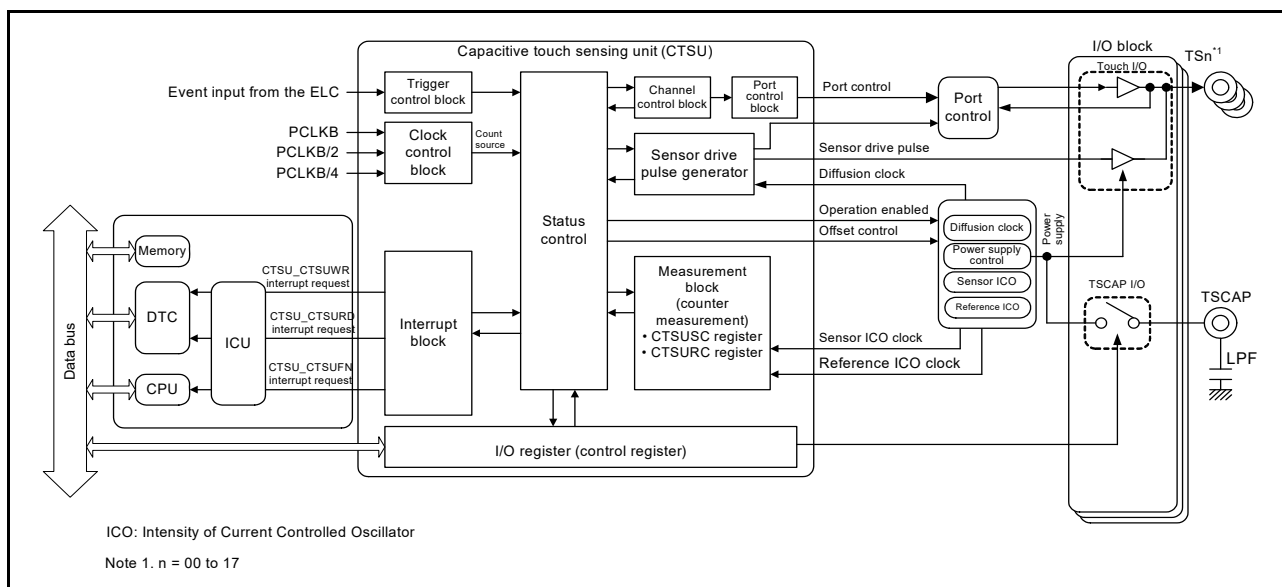 Capacitive touch sensing unit (CTSU)
I/O block
TSn*1
Touch I/O
Event input from the ELC
Trigger
control block
Channel
control block
Port
control
block
Port control
Port
control
PCLKB
PCLKB/2
PCLKB/4
Clock
control
block
Count
source
Sensor drive
pulse generator
Sensor drive pulse
Diffusion clock
Status
control
Operation enabled
Offset control
Diffusion clock
Power supply
control
Sensor ICO
Reference ICO
Power
supply
Data bus
Memory
DTC
CPU
ICU
CTSU_CTSUWR
interrupt request
CTSU_CTSURD
interrupt request
CTSU_CTSUFN
interrupt request
Interrupt
block
Measurement
block
(counter
measurement)
• CTSUSC register
• CTSURC register
Sensor ICO clock
Reference ICO clock
TSCAP I/O
TSCAP
LPF
I/O register (control register)
ICO: Intensity of Current Controlled Oscillator
Note 1. n = 00 to 17